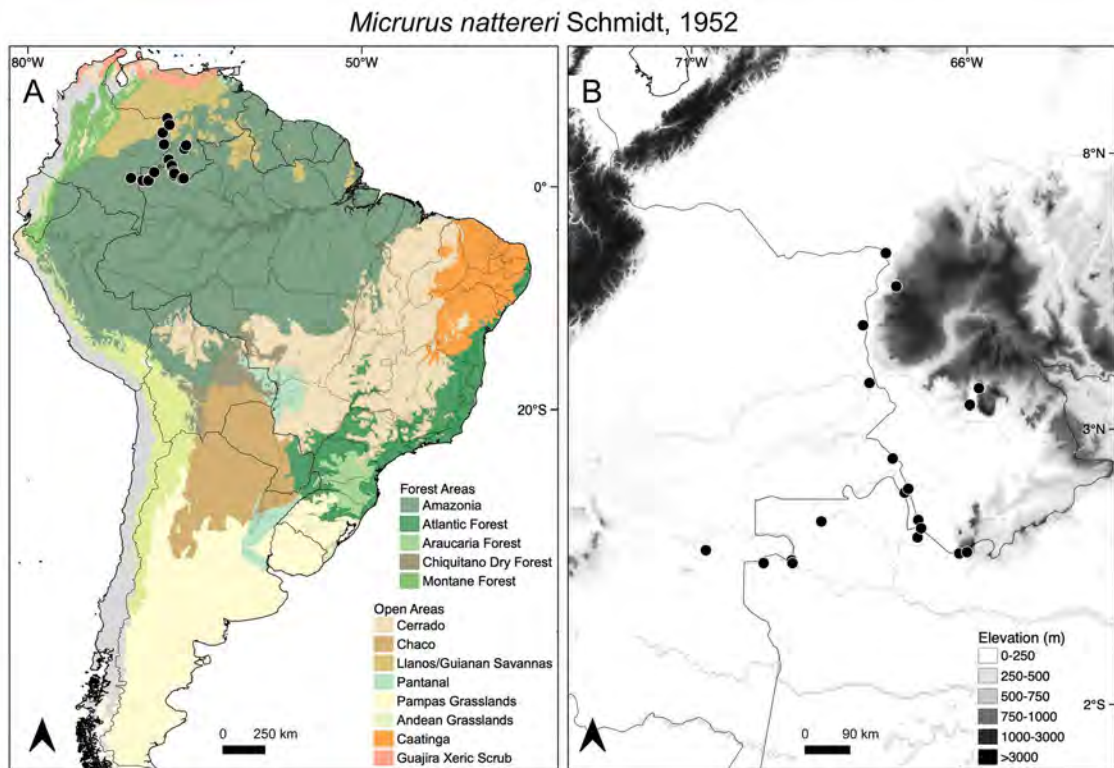 Micrurus nattereri Schmidt, 1952
80°W
50°W
A
0°
20°S
Forest Areas
Amazonia
Atlantic Forest
Araucaria Forest
Chiquitano Dry Forest
Montane Forest
Open Areas
Cerrado
Chaco
Llanos/Guianan Savannas
Pantanal
Pampas Grasslands
Andean Grasslands
Caatinga
Guajira Xeric Scrub
0 250 km
71°W
66°W
B
8°N
3°N
2°S
Elevation (m)
0-250
250-500
500-750
750-1000
1000-3000
>3000
0 90 km